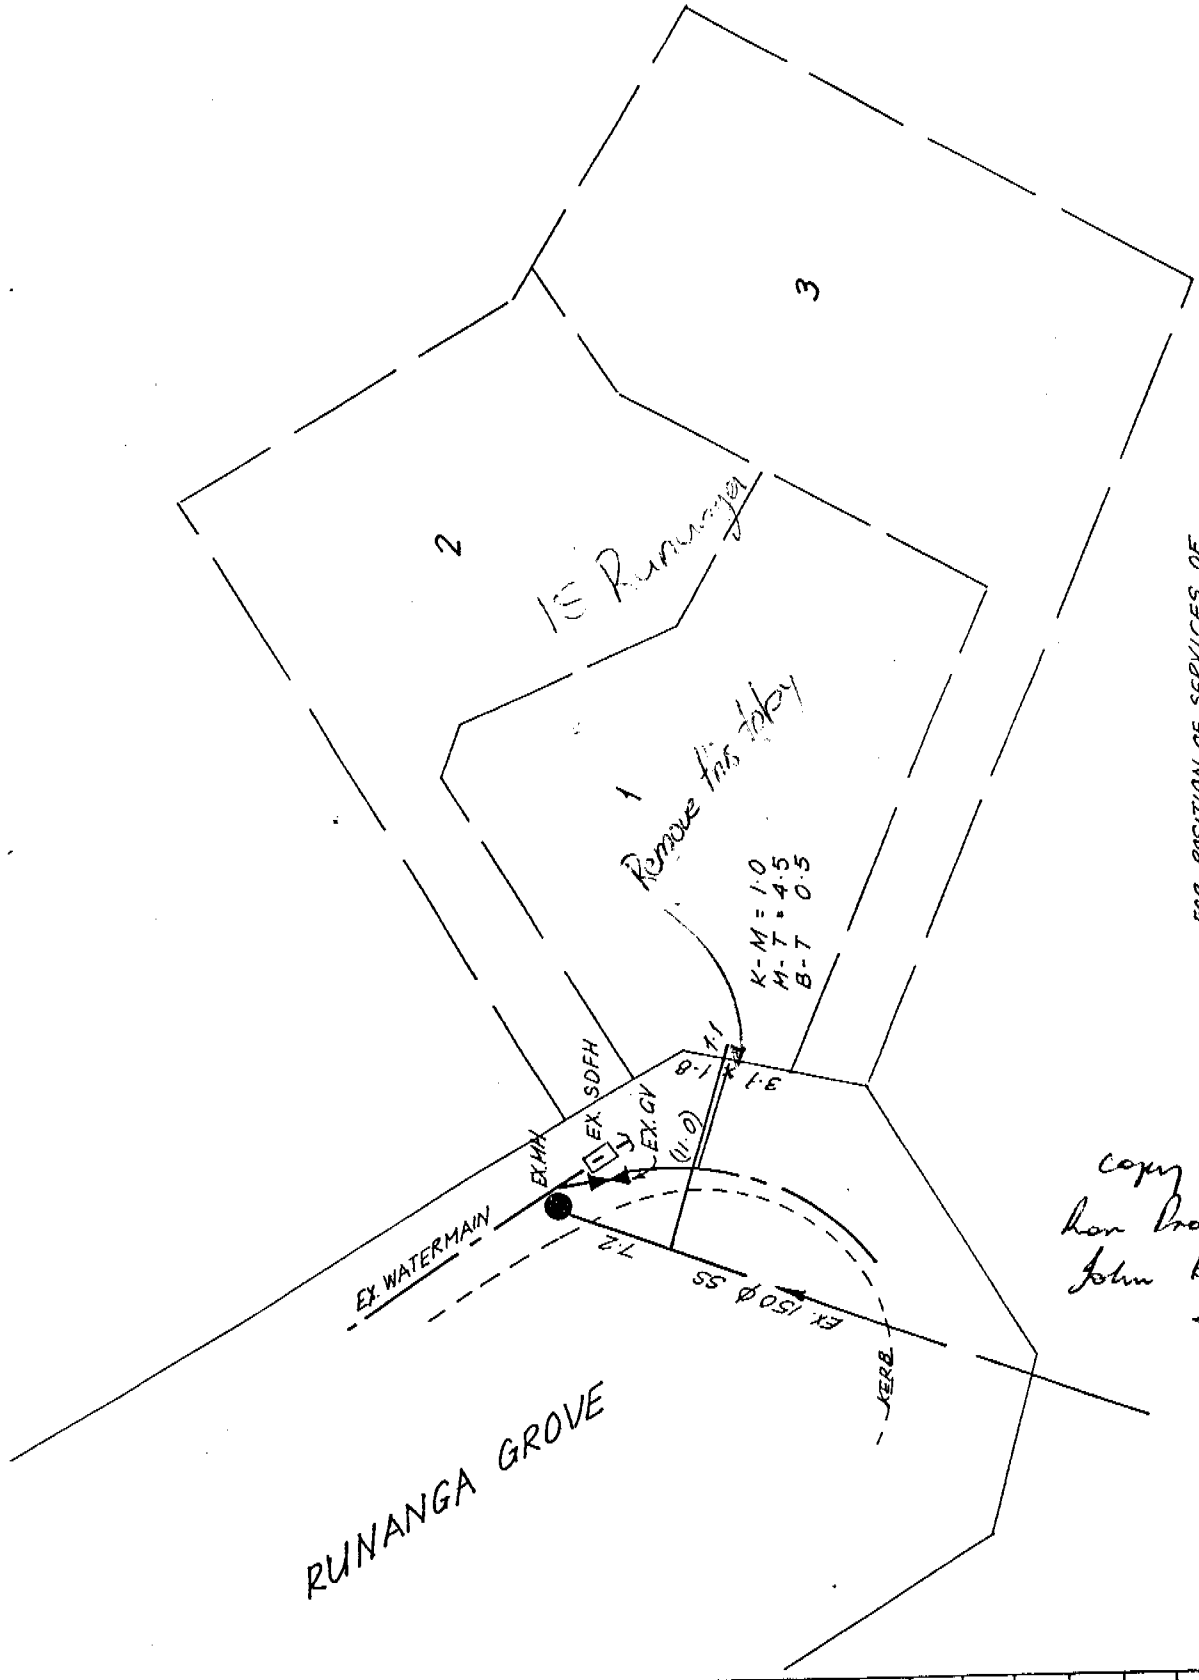 3
2
15 Runanga
1
Remove this toby
K-M = 1.0
M-T = 4.5
B-T 0.5
EX. WATERMAIN
EX.MH
EX. SDFH
EX. GV
(11.0)
1.8
1.1
3.1
7.2
EX. 150 φ SS
KERB
RUNANGA GROVE
FOR POSITION OF SERVICES OF
copy
John